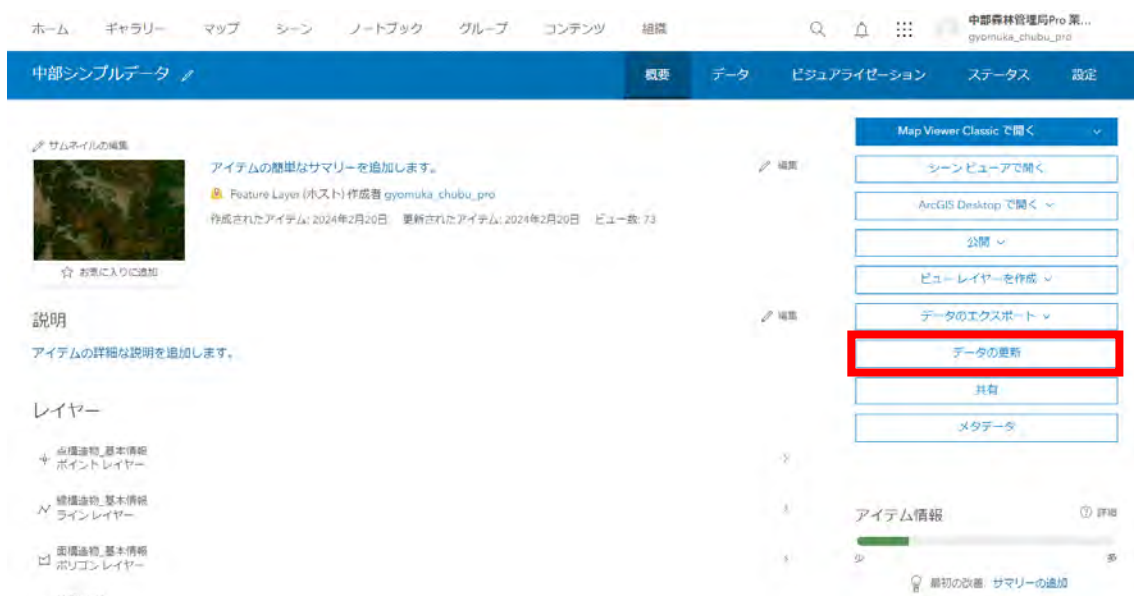 ホーム ギャラリー マップ シーン ノートブック グループ コンテンツ 組織
中部森林管理局Pro 業...
gyomuka_chubu_pro
中部シンプルデータ 概要 データ ビジュアライゼーション ステータス 設定
サムネイルの編集
アイテムの簡単なサマリーを追加します。
編集
Feature Layer (ホスト) 作成者 gyomuka_chubu_pro
作成されたアイテム: 2024年2月20日 更新されたアイテム: 2024年2月20日 ビュー数: 73
お気に入りに追加
説明
編集
アイテムの詳細な説明を追加します。
レイヤー
点構造物_基本情報
ポイント レイヤー
線構造物_基本情報
ライン レイヤー
面構造物_基本情報
ポリゴン レイヤー
Map Viewer Classic で開く
シーン ビューアで開く
ArcGIS Desktop で開く
公開
ビュー レイヤーを作成
データのエクスポート
データの更新
共有
メタデータ
アイテム情報
詳細
少 多
最初の改善: サマリーの追加